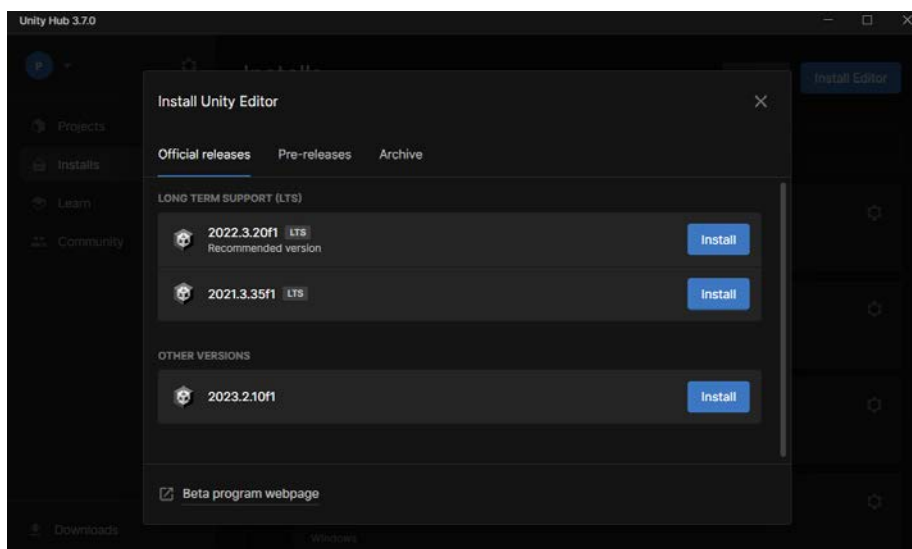 Unity Hub 3.7.0
P
Installs
Install Editor
Projects
Installs
Learn
Community
Downloads
Install Unity Editor
Official releases
Pre-releases
Archive
LONG TERM SUPPORT (LTS)
2022.3.20f1 LTS
Recommended version
Install
2021.3.35f1 LTS
Install
OTHER VERSIONS
2023.2.10f1
Install
Beta program webpage
Windows